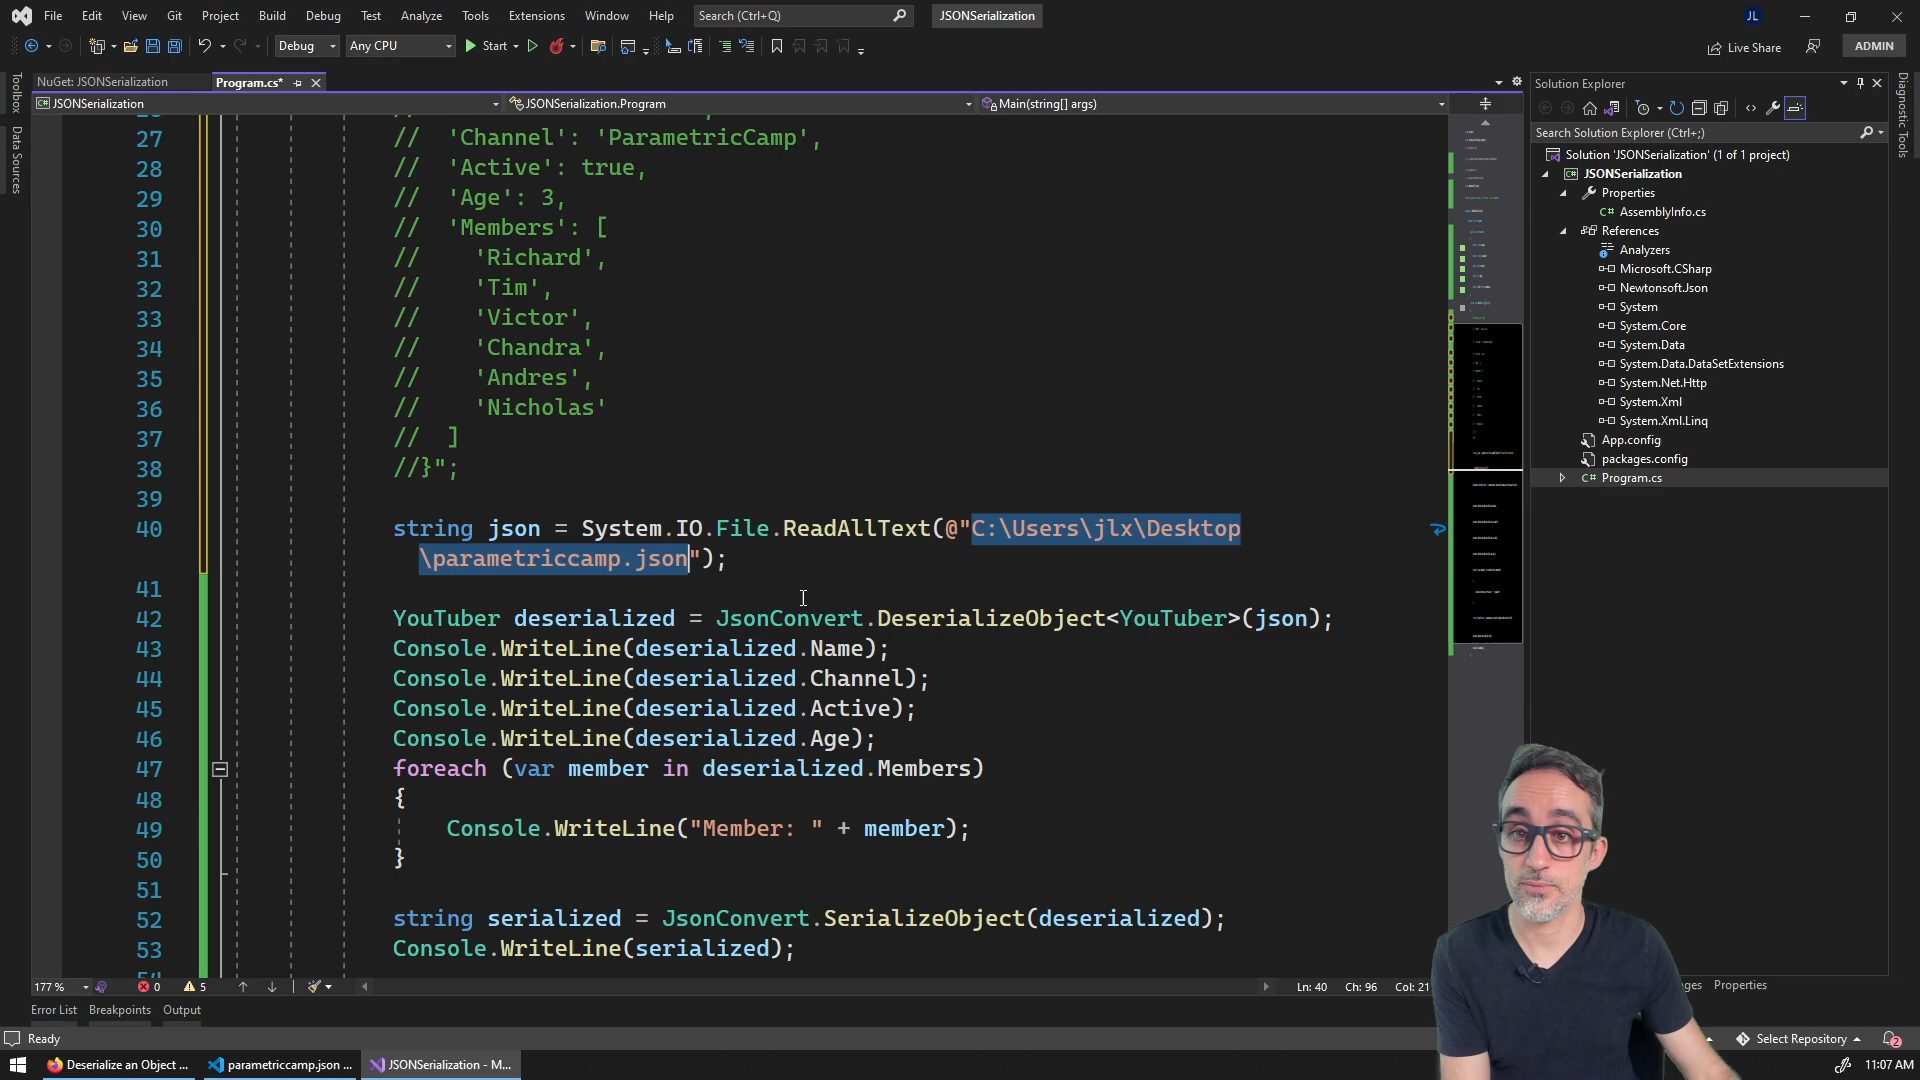 File Edit View Git Project Build Debug Test Analyze Tools Extensions Window Help Search (Ctrl+Q) JSONSerialization JL
Debug Any CPU Start Live Share ADMIN
NuGet: JSONSerialization Program.cs*
JSONSerialization JSONSerialization.Program Main(string[] args)
Toolbox
Data Sources
27 // 'Channel': 'ParametricCamp',
28 // 'Active': true,
29 // 'Age': 3,
30 // 'Members': [
31 // 'Richard',
32 // 'Tim',
33 // 'Victor',
34 // 'Chandra',
35 // 'Andres',
36 // 'Nicholas'
37 // ]
38 //}";
39
40 string json = System.IO.File.ReadAllText(@"C:\Users\jlx\Desktop
\parametriccamp.json");
41
42 YouTuber deserialized = JsonConvert.DeserializeObject<YouTuber>(json);
43 Console.WriteLine(deserialized.Name);
44 Console.WriteLine(deserialized.Channel);
45 Console.WriteLine(deserialized.Active);
46 Console.WriteLine(deserialized.Age);
47 foreach (var member in deserialized.Members)
48 {
49 Console.WriteLine("Member: " + member);
50 }
51
52 string serialized = JsonConvert.SerializeObject(deserialized);
53 Console.WriteLine(serialized);
Solution Explorer
Search Solution Explorer (Ctrl+;)
Solution 'JSONSerialization' (1 of 1 project)
JSONSerialization
Properties
AssemblyInfo.cs
References
Analyzers
Microsoft.CSharp
Newtonsoft.Json
System
System.Core
System.Data
System.Data.DataSetExtensions
System.Net.Http
System.Xml
System.Xml.Linq
App.config
packages.config
Program.cs
Diagnostic Tools
177 % 0 5 Ln: 40 Ch: 96 Col: 21
Properties
Error List Breakpoints Output
Ready Select Repository 2
Deserialize an Object ... parametriccamp.json ... JSONSerialization - M... 11:07 AM